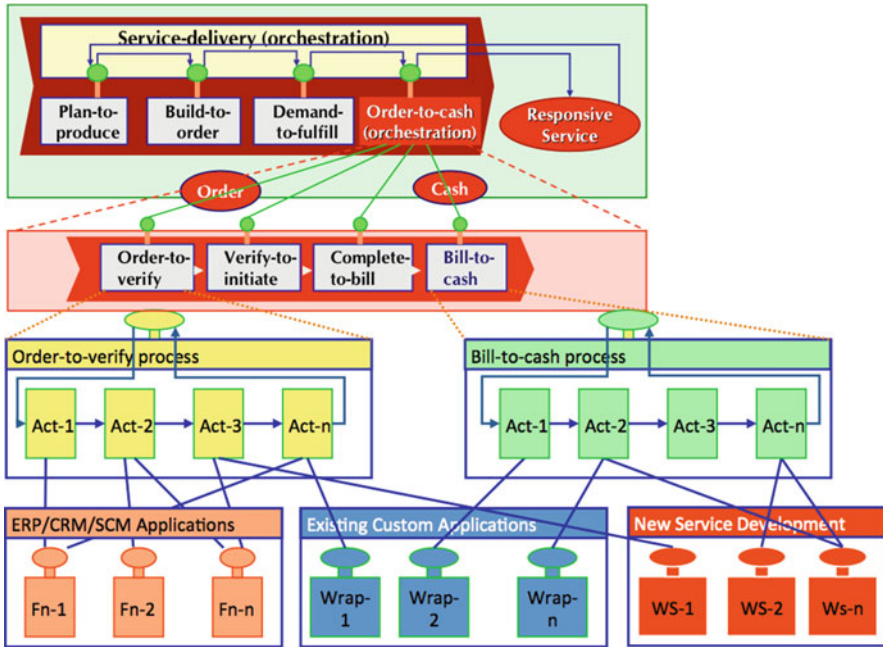 Service-delivery (orchestration)
Plan-to-
produce
Build-to-
order
Demand-
to-fulfill
Order-to-cash
(orchestration)
Responsive
Service
Order
Cash
Order-to-
verify
Verify-to-
initiate
Complete-
to-bill
Bill-to-
cash
Order-to-verify process
Act-1
Act-2
Act-3
Act-n
Bill-to-cash process
Act-1
Act-2
Act-3
Act-n
ERP/CRM/SCM Applications
Fn-1
Fn-2
Fn-n
Existing Custom Applications
Wrap-
1
Wrap-
2
Wrap-
n
New Service Development
WS-1
WS-2
Ws-n